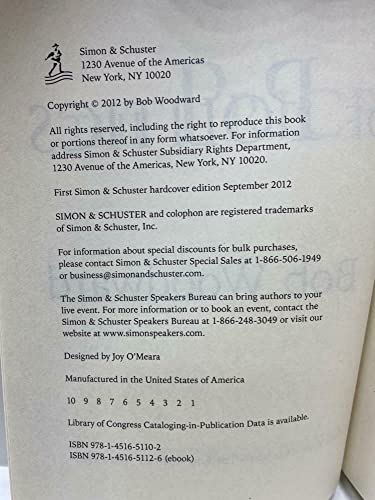 Simon & Schuster
1230 Avenue of the Americas
New York, NY 10020
Copyright © 2012 by Bob Woodward
All rights reserved, including the right to reproduce this book
or portions thereof in any form whatsoever. For information
address Simon & Schuster Subsidiary Rights Department,
1230 Avenue of the Americas, New York, NY 10020.
First Simon & Schuster hardcover edition September 2012
SIMON & SCHUSTER and colophon are registered trademarks
of Simon & Schuster, Inc.
For information about special discounts for bulk purchases,
please contact Simon & Schuster Special Sales at 1-866-506-1949
or business@simonandschuster.com.
The Simon & Schuster Speakers Bureau can bring authors to your
live event. For more information or to book an event, contact the
Simon & Schuster Speakers Bureau at 1-866-248-3049 or visit our
website at www.simonspeakers.com.
Designed by Joy O'Meara
Manufactured in the United States of America
10 9 8 7 6 5 4 3 2 1
Library of Congress Cataloging-in-Publication Data is available.
ISBN 978-1-4516-5110-2
ISBN 978-1-4516-5112-6 (ebook)